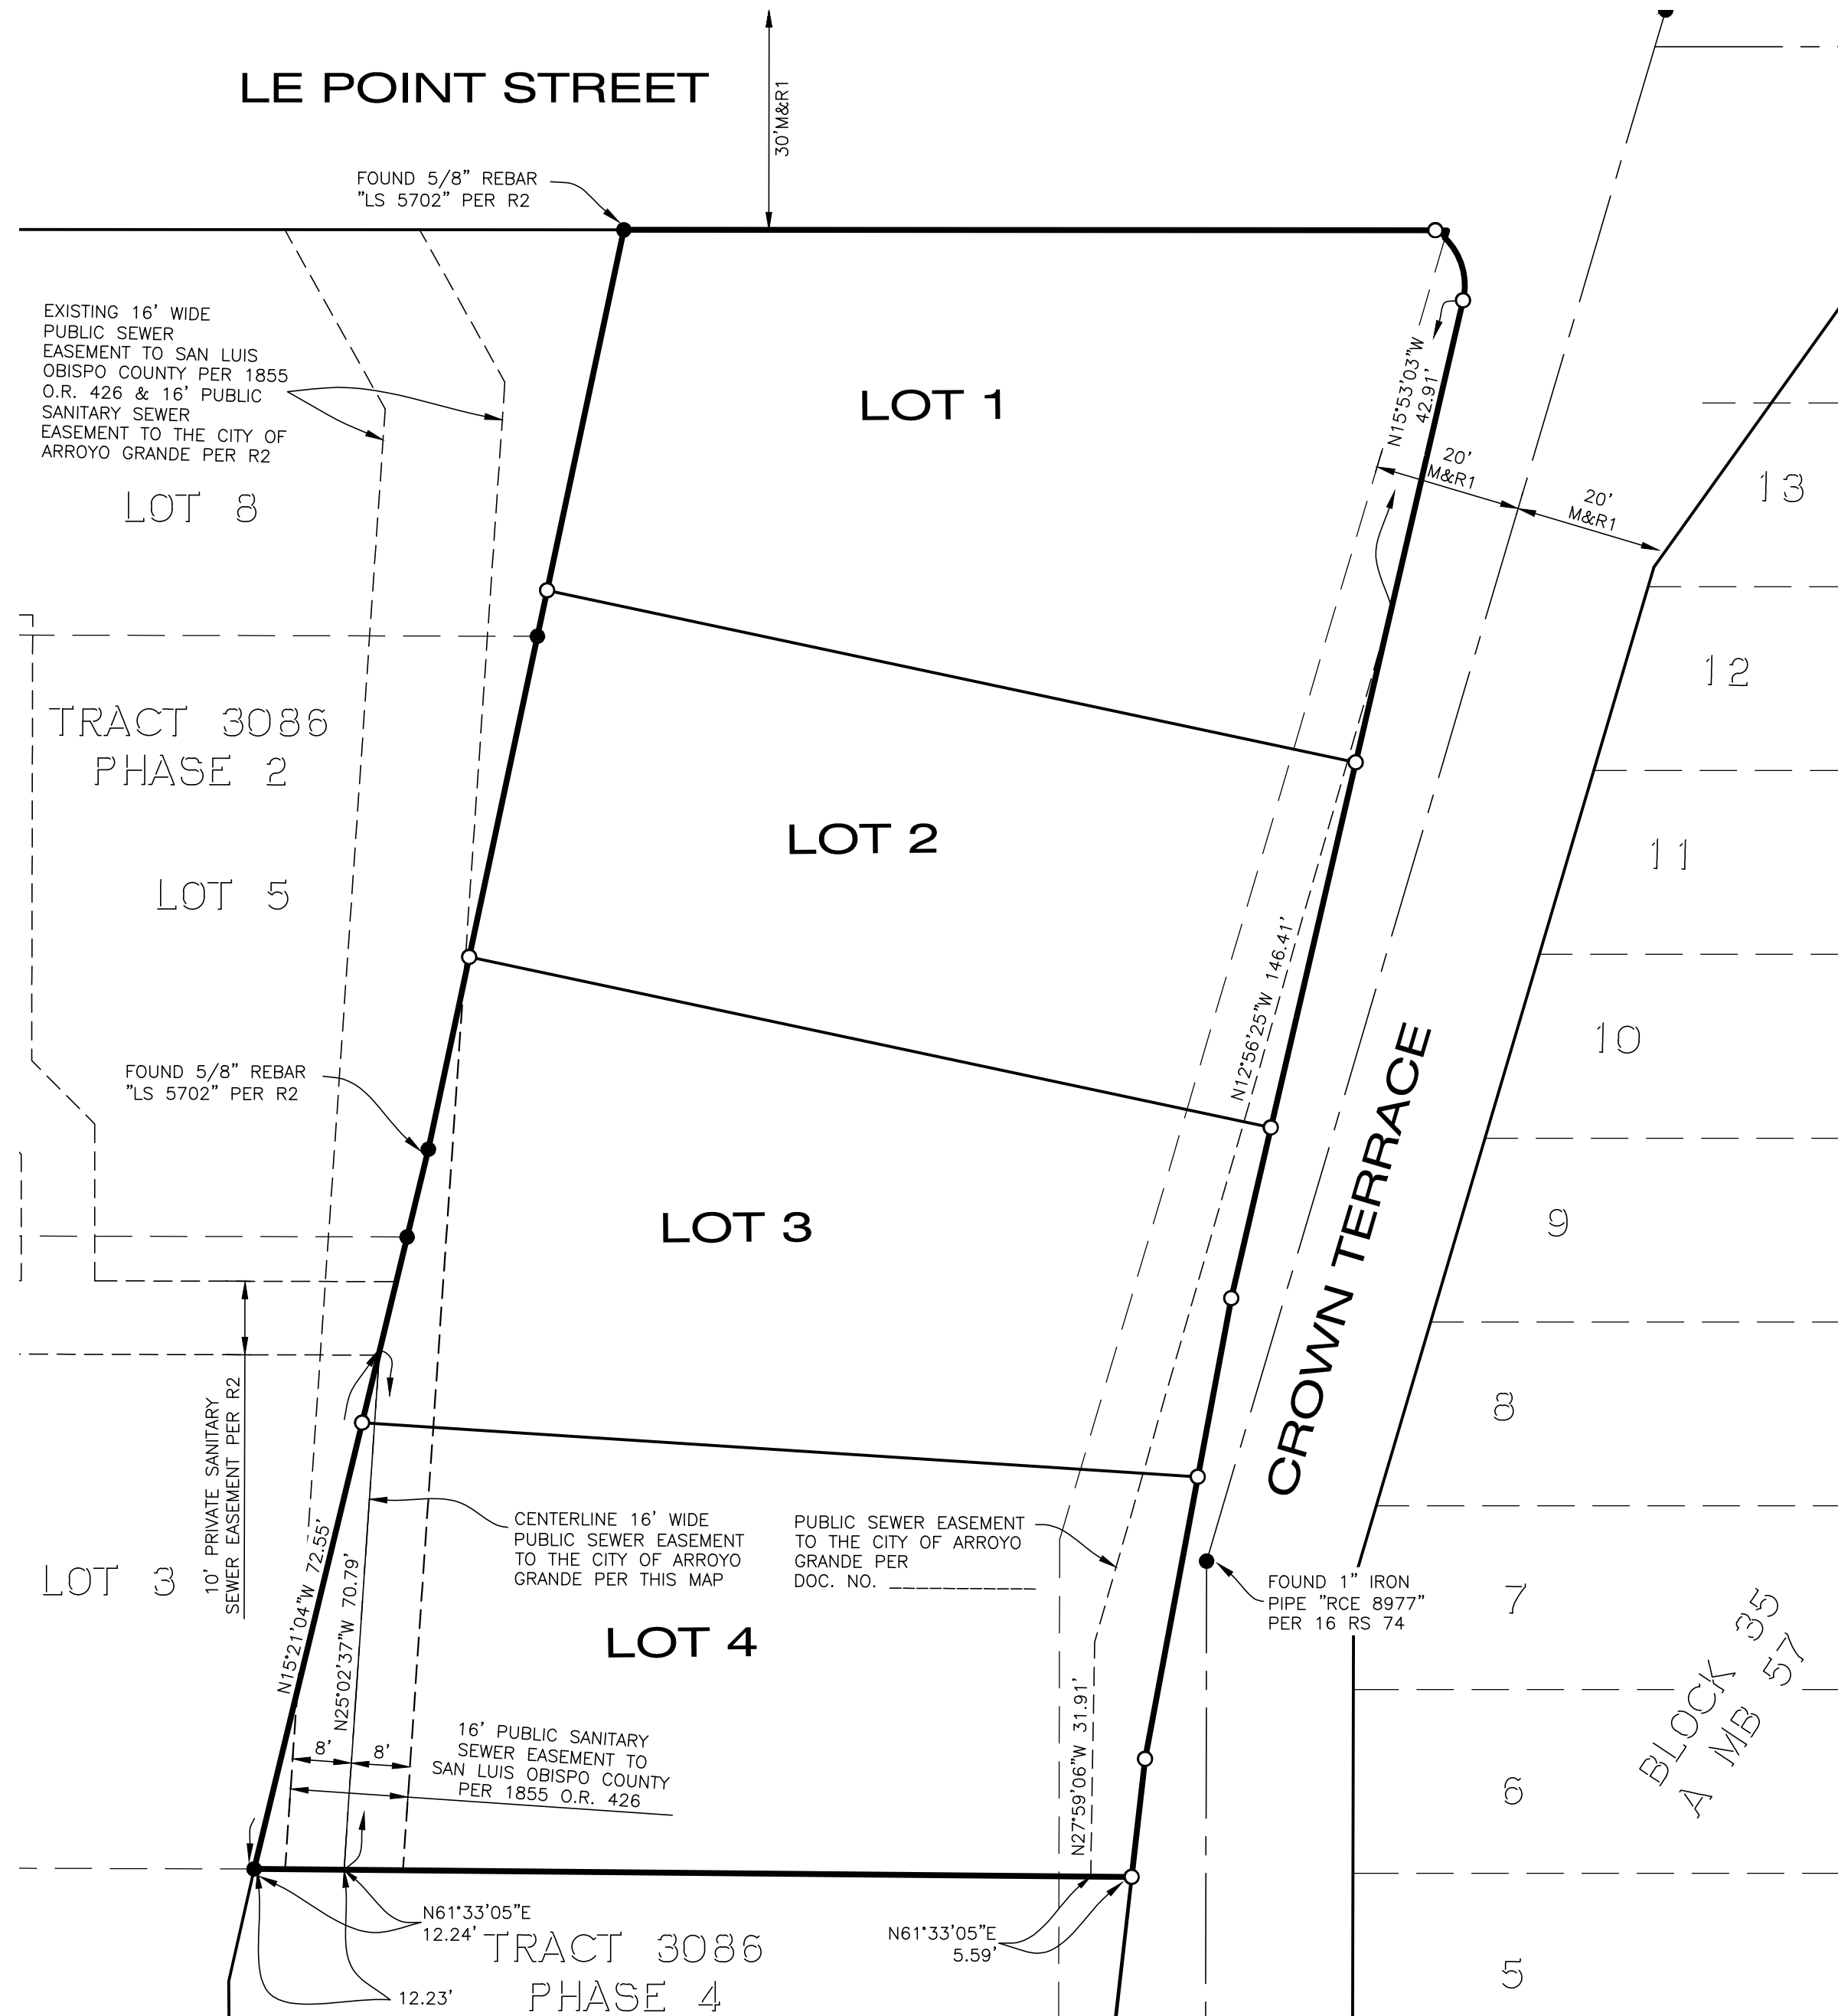 LE POINT STREET
30'M&R1
FOUND 5/8" REBAR
"LS 5702" PER R2
EXISTING 16' WIDE
PUBLIC SEWER
EASEMENT TO SAN LUIS
OBISPO COUNTY PER 1855
O.R. 426 & 16' PUBLIC
SANITARY SEWER
EASEMENT TO THE CITY OF
ARROYO GRANDE PER R2
LOT 1
N15°53'03"W
42.91'
20'
M&R1
20'
M&R1
LOT 8
13
12
TRACT 3086
PHASE 2
LOT 2
11
LOT 5
N12°56'25"W 146.41'
10
FOUND 5/8" REBAR
"LS 5702" PER R2
CROWN TERRACE
LOT 3
9
8
10' PRIVATE SANITARY
SEWER EASEMENT PER R2
N15°21'04"W 72.55'
N25°02'37"W 70.79'
CENTERLINE 16' WIDE
PUBLIC SEWER EASEMENT
TO THE CITY OF ARROYO
GRANDE PER THIS MAP
PUBLIC SEWER EASEMENT
TO THE CITY OF ARROYO
GRANDE PER
DOC. NO. ____________
LOT 3
FOUND 1" IRON
PIPE "RCE 8977"
PER 16 RS 74
7
BLOCK 35
A MB 57
LOT 4
N27°59'06"W 31.91'
8'
8'
16' PUBLIC SANITARY
SEWER EASEMENT TO
SAN LUIS OBISPO COUNTY
PER 1855 O.R. 426
6
N61°33'05"E
12.24'
N61°33'05"E
5.59'
TRACT 3086
PHASE 4
12.23'
5